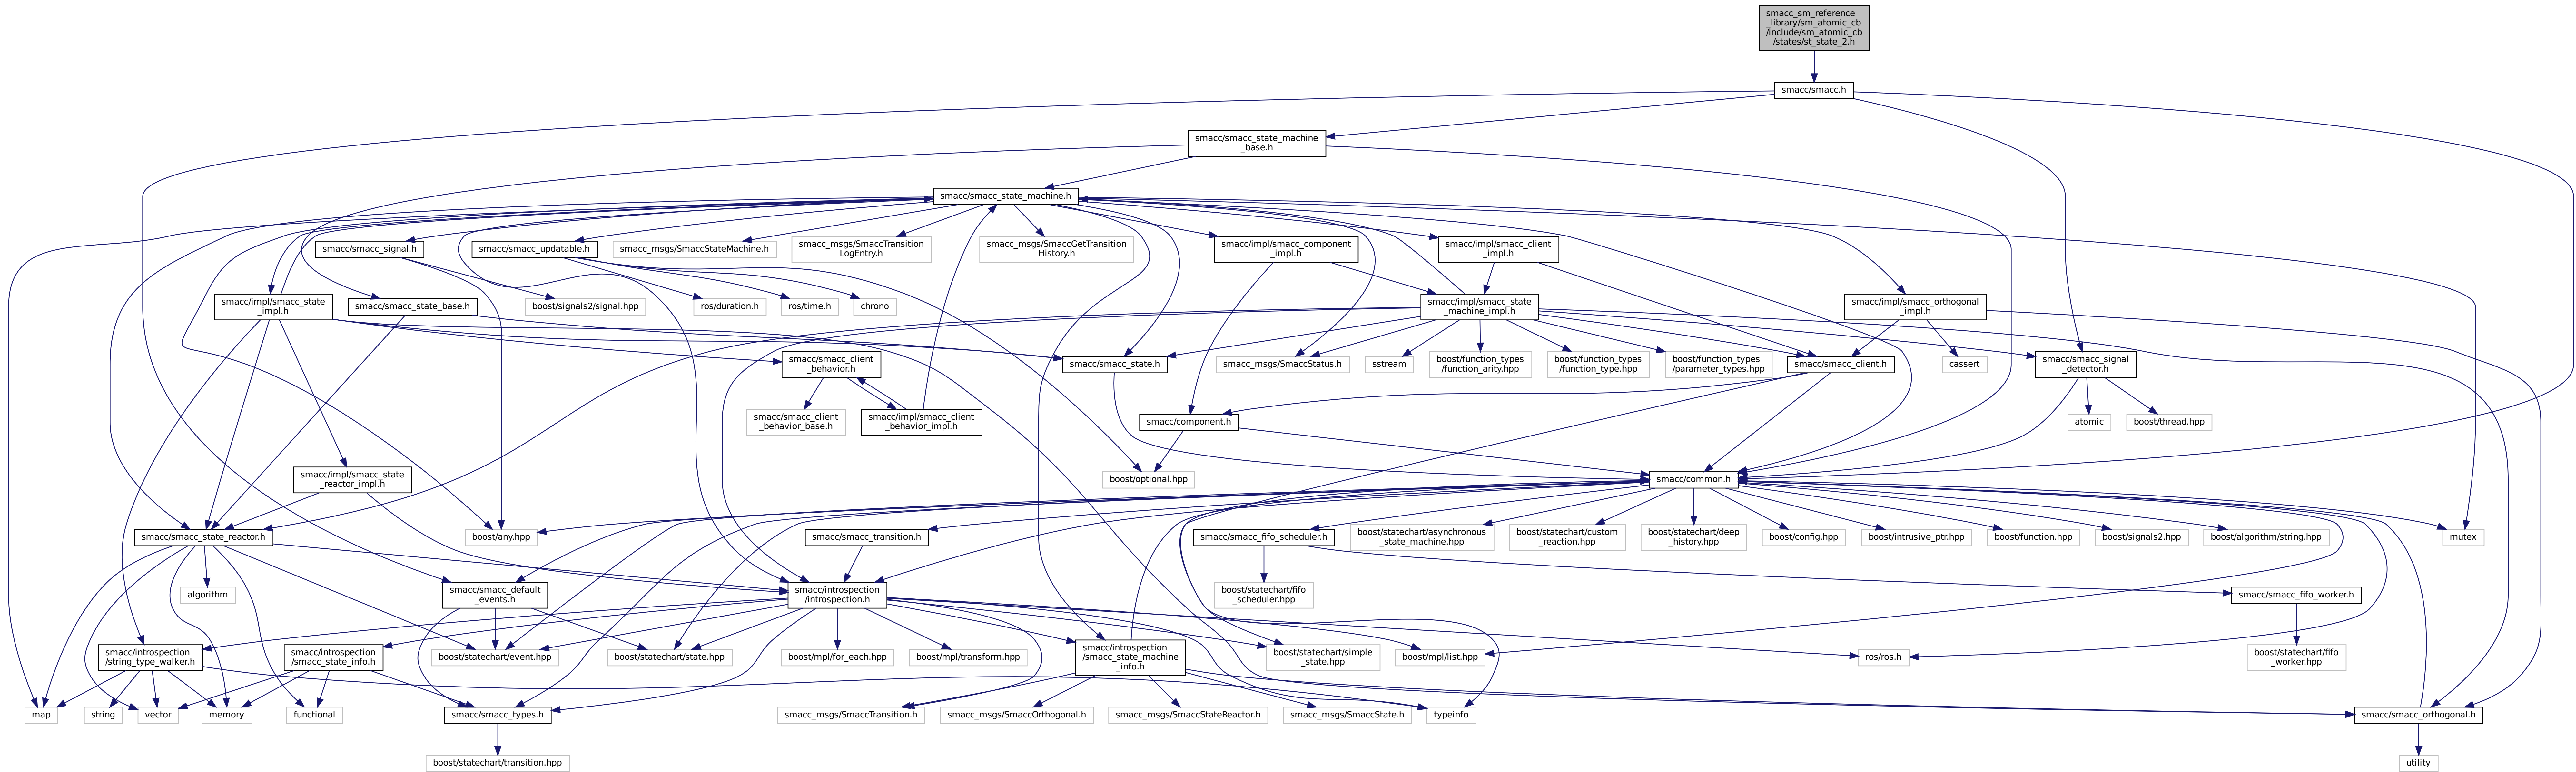 smacc_sm_reference
_library/sm_atomic_cb
/include/sm_atomic_cb
/states/st_state_2.h
smacc/smacc.h
smacc/smacc_state_machine
_base.h
smacc/smacc_state_machine.h
smacc/smacc_signal.h
smacc/smacc_updatable.h
smacc_msgs/SmaccStateMachine.h
smacc_msgs/SmaccTransition
LogEntry.h
smacc_msgs/SmaccGetTransition
History.h
smacc/impl/smacc_component
_impl.h
smacc/impl/smacc_client
_impl.h
smacc/impl/smacc_state
_impl.h
smacc/smacc_state_base.h
boost/signals2/signal.hpp
ros/duration.h
ros/time.h
chrono
smacc/impl/smacc_state
_machine_impl.h
smacc/impl/smacc_orthogonal
_impl.h
smacc/smacc_client
_behavior.h
smacc/smacc_state.h
smacc_msgs/SmaccStatus.h
sstream
boost/function_types
/function_arity.hpp
boost/function_types
/function_type.hpp
boost/function_types
/parameter_types.hpp
smacc/smacc_client.h
cassert
smacc/smacc_signal
_detector.h
smacc/smacc_client
_behavior_base.h
smacc/impl/smacc_client
_behavior_impl.h
smacc/component.h
atomic
boost/thread.hpp
smacc/impl/smacc_state
_reactor_impl.h
boost/optional.hpp
smacc/common.h
smacc/smacc_state_reactor.h
boost/any.hpp
smacc/smacc_transition.h
smacc/smacc_fifo_scheduler.h
boost/statechart/asynchronous
_state_machine.hpp
boost/statechart/custom
_reaction.hpp
boost/statechart/deep
_history.hpp
boost/config.hpp
boost/intrusive_ptr.hpp
boost/function.hpp
boost/signals2.hpp
boost/algorithm/string.hpp
mutex
algorithm
smacc/smacc_default
_events.h
smacc/introspection
/introspection.h
boost/statechart/fifo
_scheduler.hpp
smacc/smacc_fifo_worker.h
smacc/introspection
/string_type_walker.h
smacc/introspection
/smacc_state_info.h
boost/statechart/event.hpp
boost/statechart/state.hpp
boost/mpl/for_each.hpp
boost/mpl/transform.hpp
smacc/introspection
/smacc_state_machine
_info.h
boost/statechart/simple
_state.hpp
boost/mpl/list.hpp
ros/ros.h
boost/statechart/fifo
_worker.hpp
map
string
vector
memory
functional
smacc/smacc_types.h
smacc_msgs/SmaccTransition.h
smacc_msgs/SmaccOrthogonal.h
smacc_msgs/SmaccStateReactor.h
smacc_msgs/SmaccState.h
typeinfo
smacc/smacc_orthogonal.h
boost/statechart/transition.hpp
utility